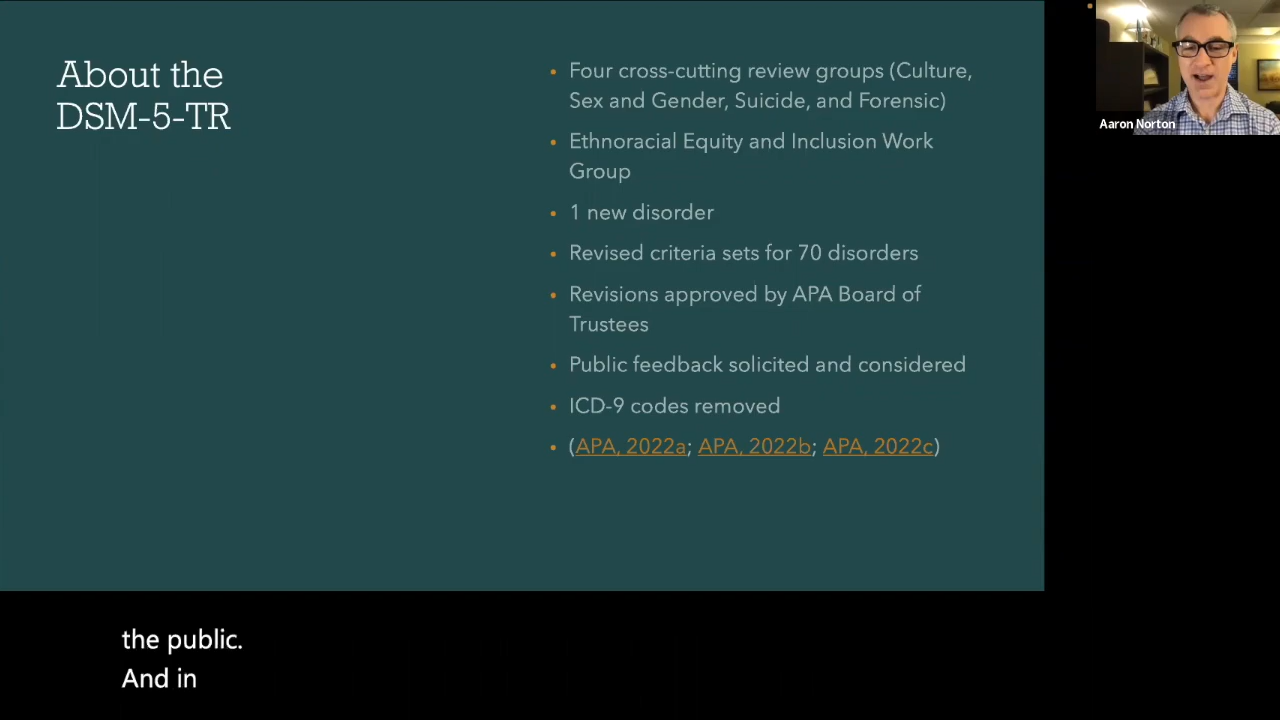 About the
DSM-5-TR
• Four cross-cutting review groups (Culture,
Sex and Gender, Suicide, and Forensic)
• Ethnoracial Equity and Inclusion Work
Group
• 1 new disorder
• Revised criteria sets for 70 disorders
• Revisions approved by APA Board of
Trustees
• Public feedback solicited and considered
• ICD-9 codes removed
• (APA, 2022a; APA, 2022b; APA, 2022c)
Aaron Norton
the public.
And in